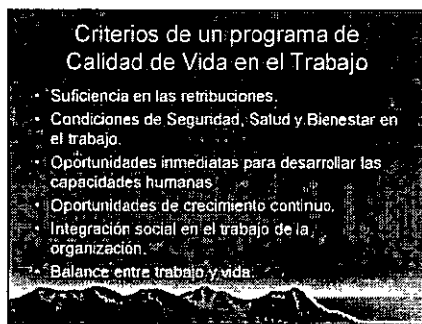 Criterios de un programa de
Calidad de Vida en el Trabajo
• Suficiencia en las retribuciones.
• Condiciones de Seguridad, Salud y Bienestar en
el trabajo.
• Oportunidades inmediatas para desarrollar las
capacidades humanas
• Oportunidades de crecimiento continuo.
• Integración social en el trabajo de la
organización.
• Balance entre trabajo y vida.